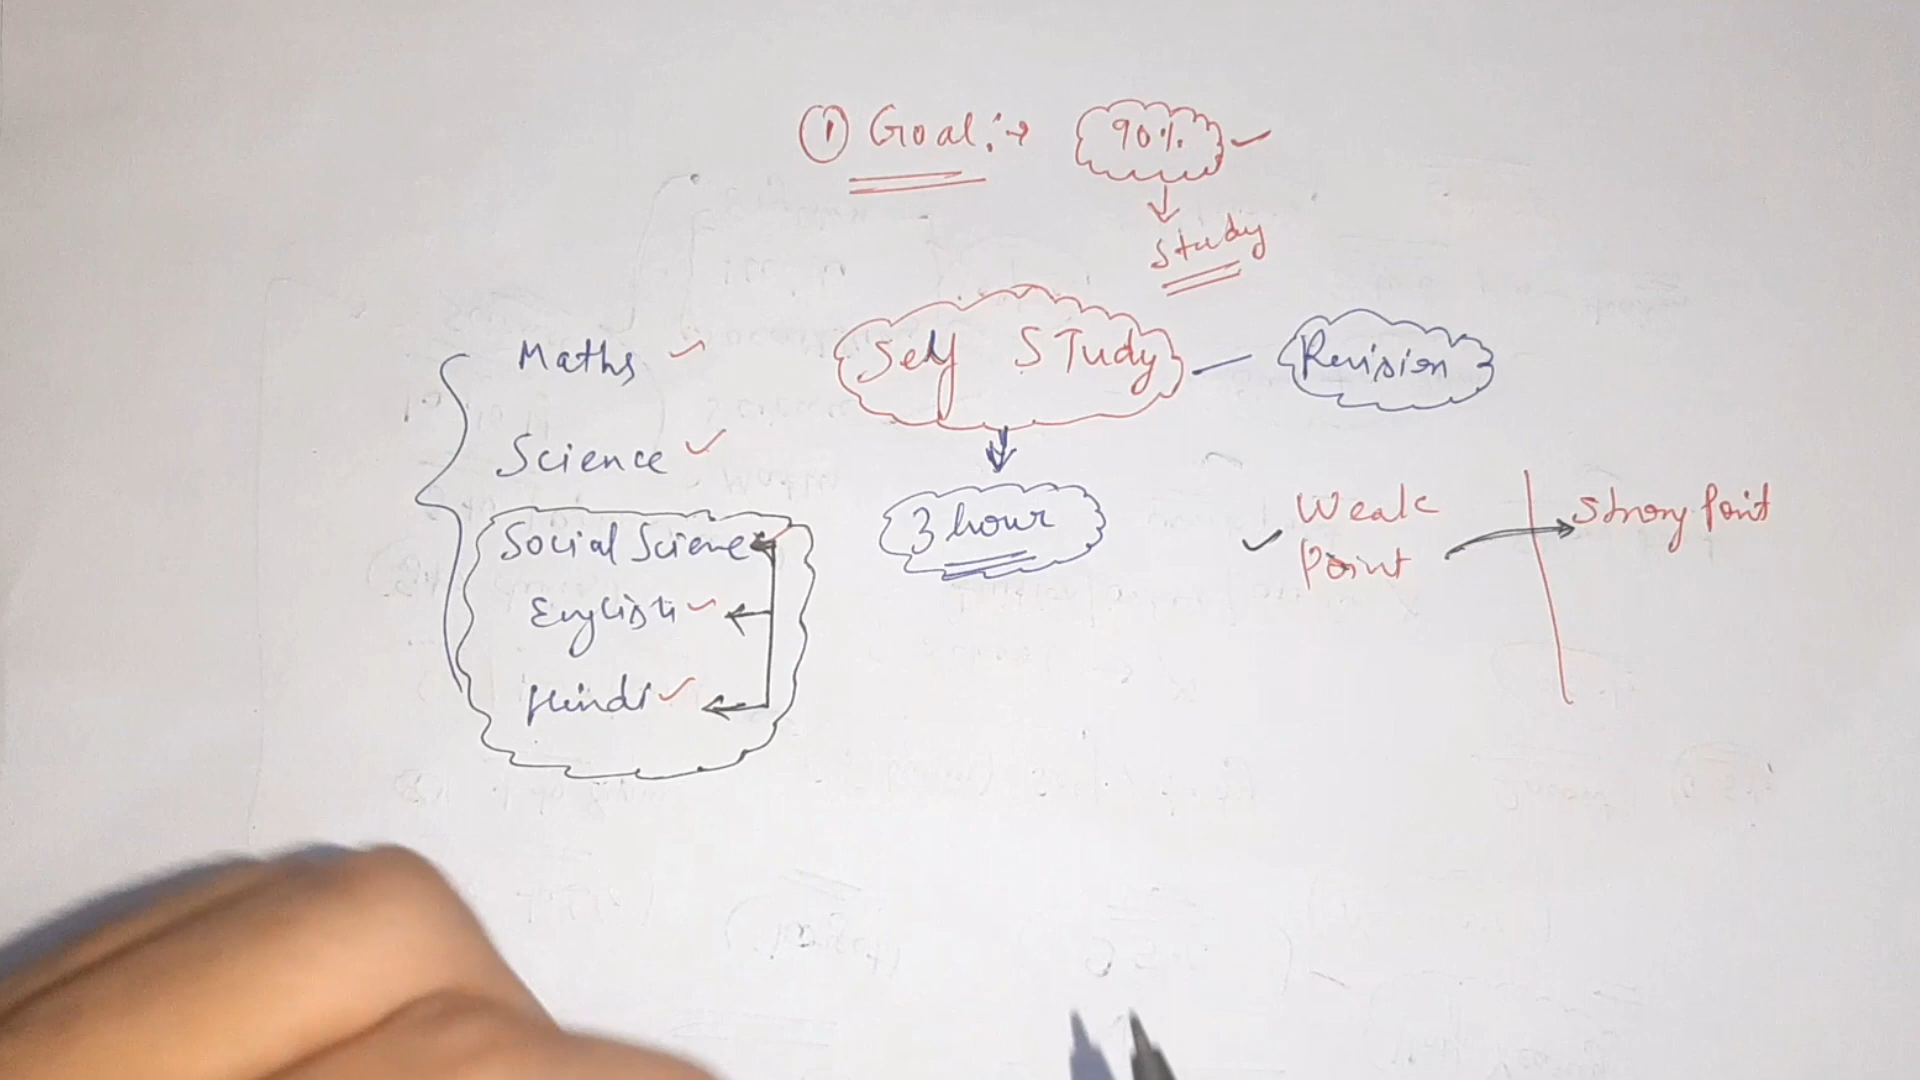 ① Goal :→ 90%
Study
Self Study - Revision
Maths
Science
3 hour
Weak
Point
Strong Point
Social Science
English
Hindi